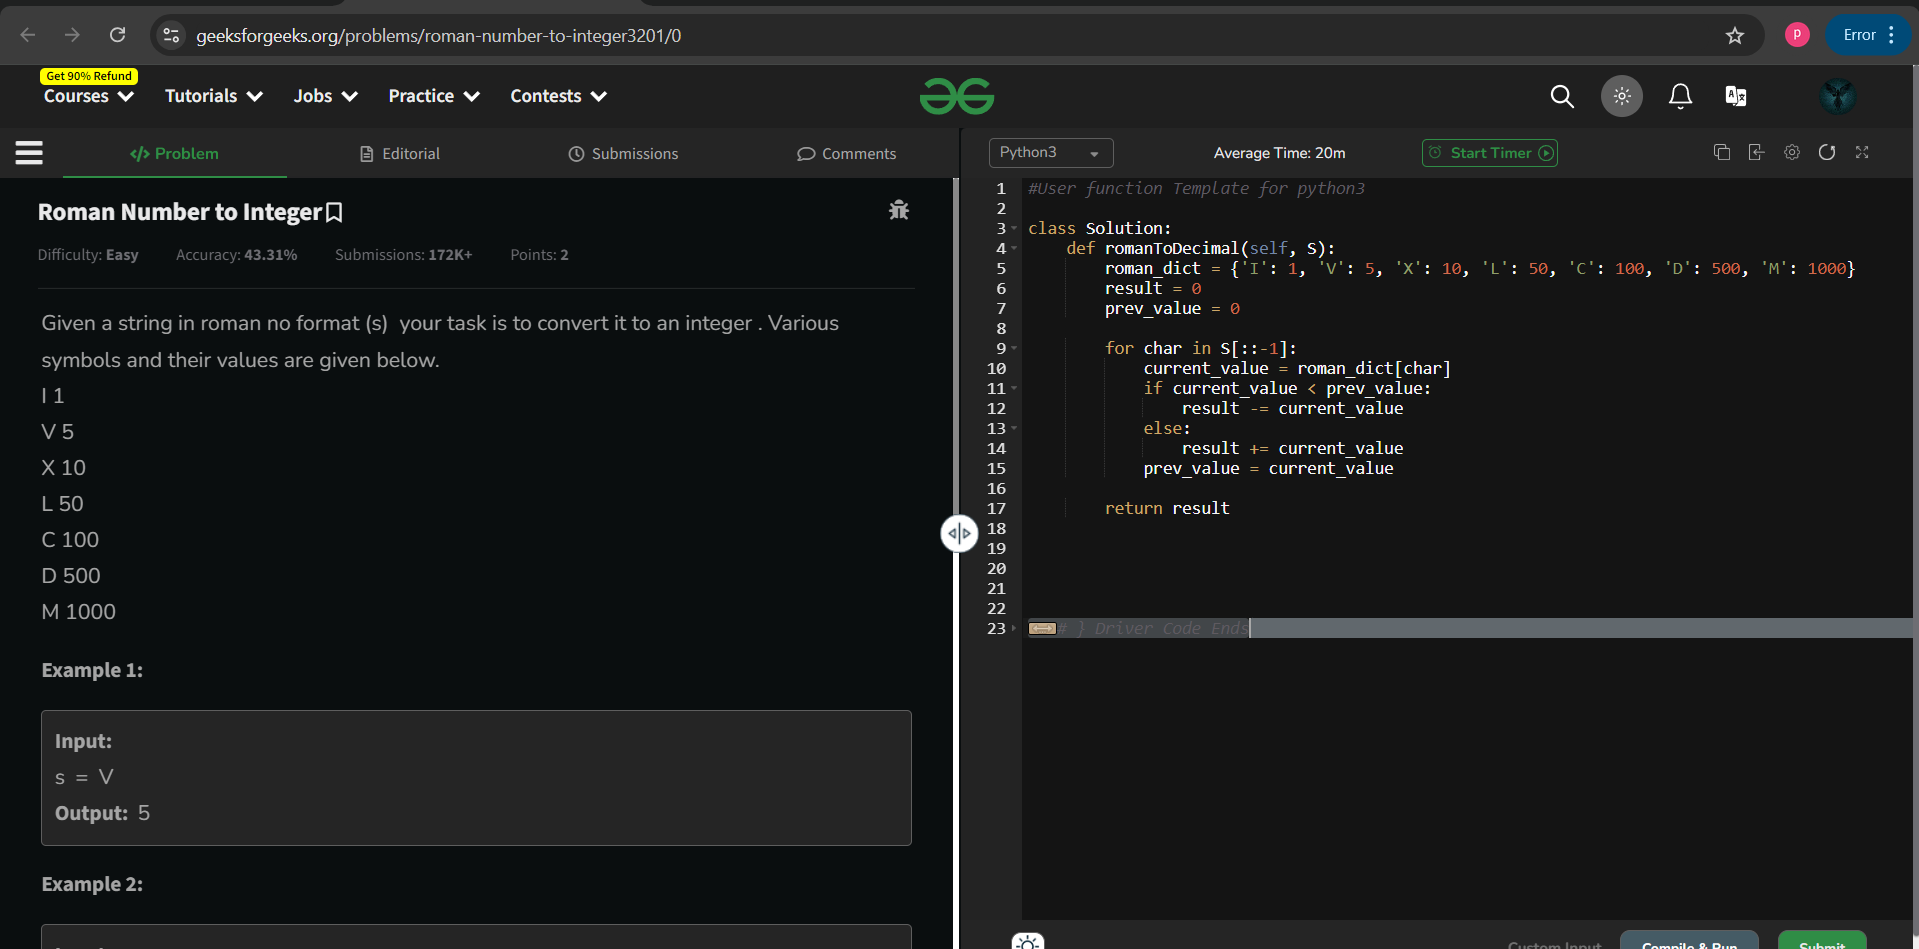 geeksforgeeks.org/problems/roman-number-to-integer3201/0
P
Error
Get 90% Refund
Courses
Tutorials
Jobs
Practice
Contests
Problem
Editorial
Submissions
Comments
Python3
Average Time: 20m
Start Timer
Roman Number to Integer
Difficulty: Easy
Accuracy: 43.31%
Submissions: 172K+
Points: 2
Given a string in roman no format (s)  your task is to convert it to an integer . Various
symbols and their values are given below.
I 1
V 5
X 10
L 50
C 100
D 500
M 1000
Example 1:
Input:
s = V
Output: 5
Example 2:
1 #User function Template for python3
2
3 class Solution:
4     def romanToDecimal(self, S):
5         roman_dict = {'I': 1, 'V': 5, 'X': 10, 'L': 50, 'C': 100, 'D': 500, 'M': 1000}
6         result = 0
7         prev_value = 0
8
9         for char in S[::-1]:
10             current_value = roman_dict[char]
11             if current_value < prev_value:
12                 result -= current_value
13             else:
14                 result += current_value
15             prev_value = current_value
16
17         return result
18
19
20
21
22
23 # } Driver Code Ends
Custom Input
Compile & Run
Submit